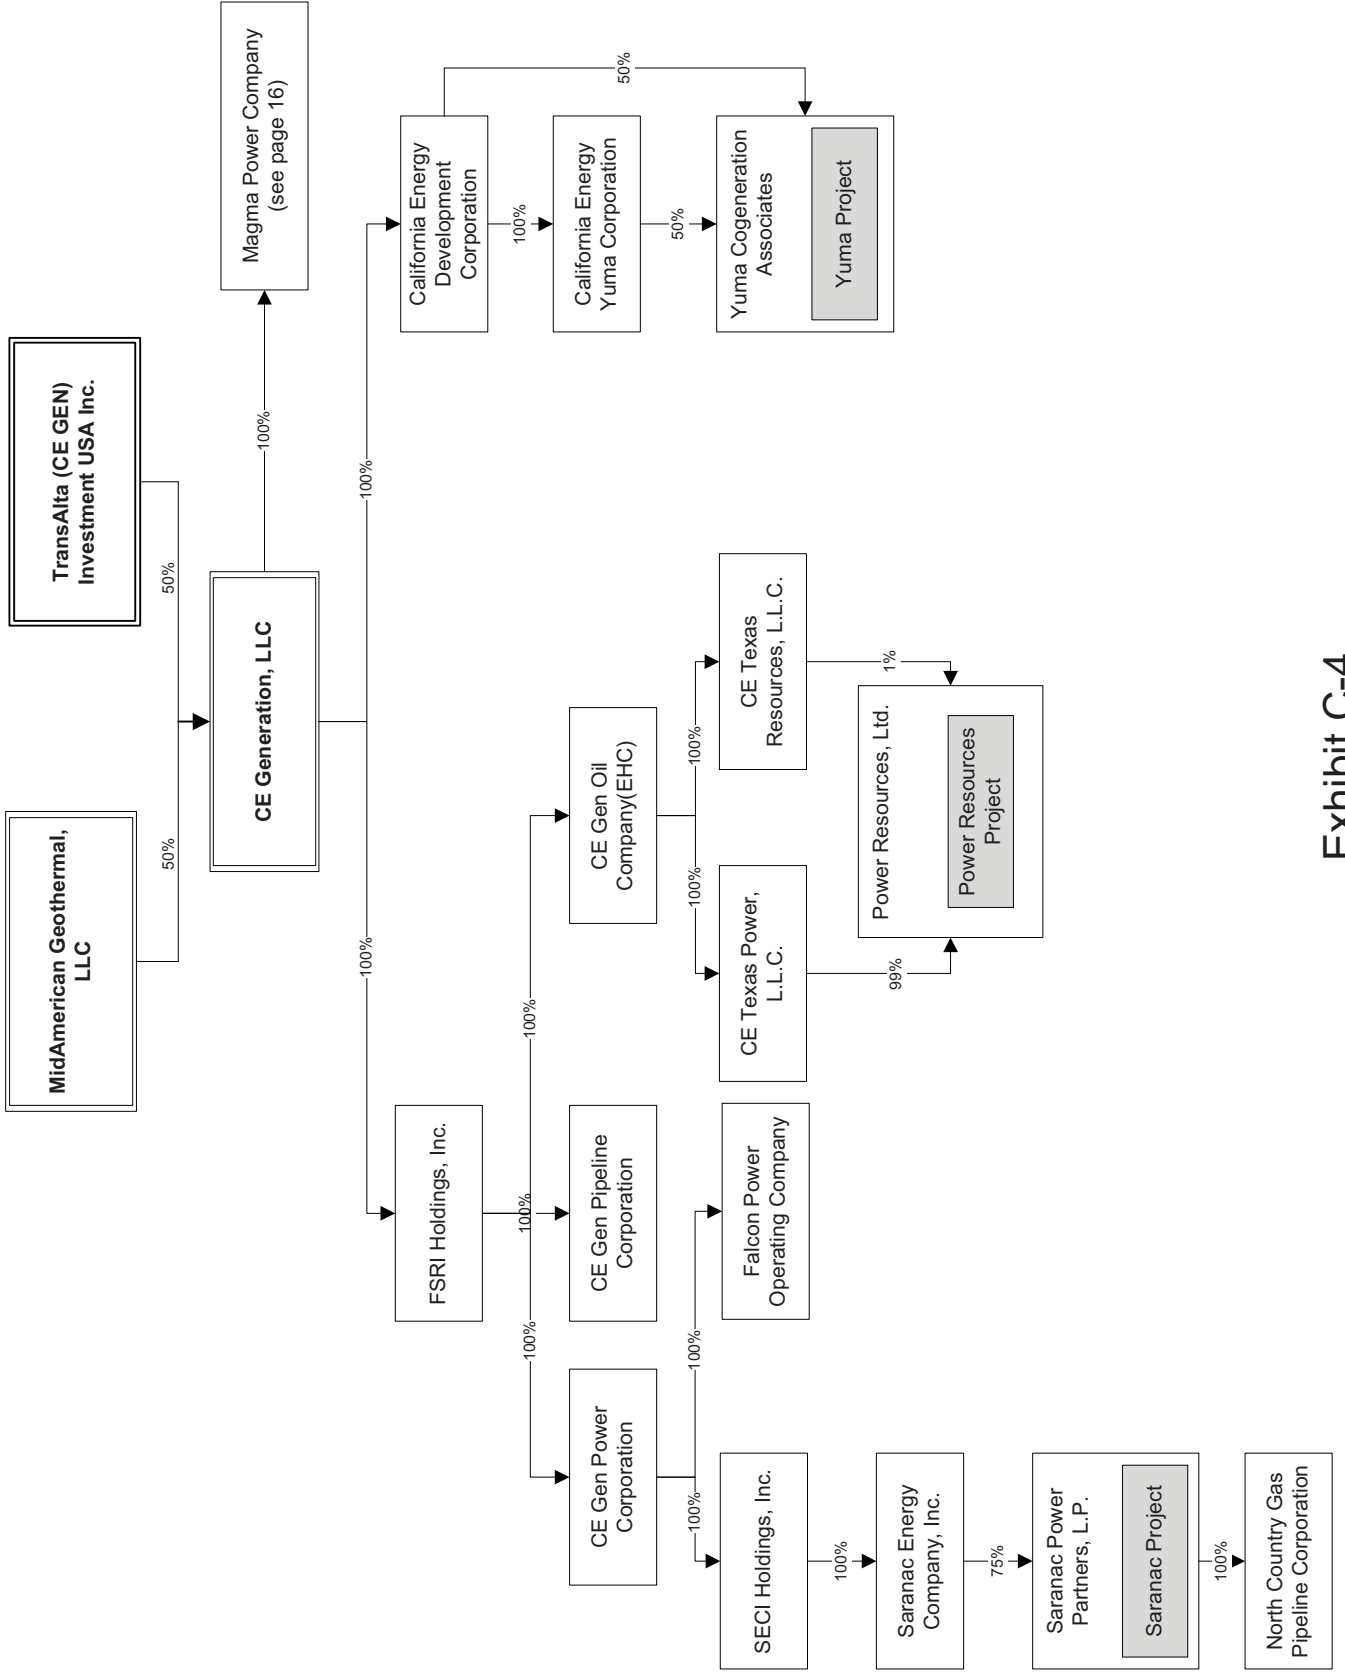 MidAmerican Geothermal,
LLC
TransAlta (CE GEN)
Investment USA Inc.
50%
50%
CE Generation, LLC
100%
Magma Power Company
(see page 16)
100%
100%
FSRI Holdings, Inc.
California Energy
Development
Corporation
100%
100%
100%
100%
50%
CE Gen Power
Corporation
CE Gen Pipeline
Corporation
CE Gen Oil
Company(EHC)
California Energy
Yuma Corporation
100%
100%
100%
100%
50%
SECI Holdings, Inc.
Falcon Power
Operating Company
CE Texas Power,
L.L.C.
CE Texas
Resources, L.L.C.
Yuma Cogeneration
Associates
Yuma Project
100%
99%
1%
Saranac Energy
Company, Inc.
Power Resources, Ltd.
Power Resources
Project
75%
Saranac Power
Partners, L.P.
Saranac Project
100%
North Country Gas
Pipeline Corporation
Exhibit C-4